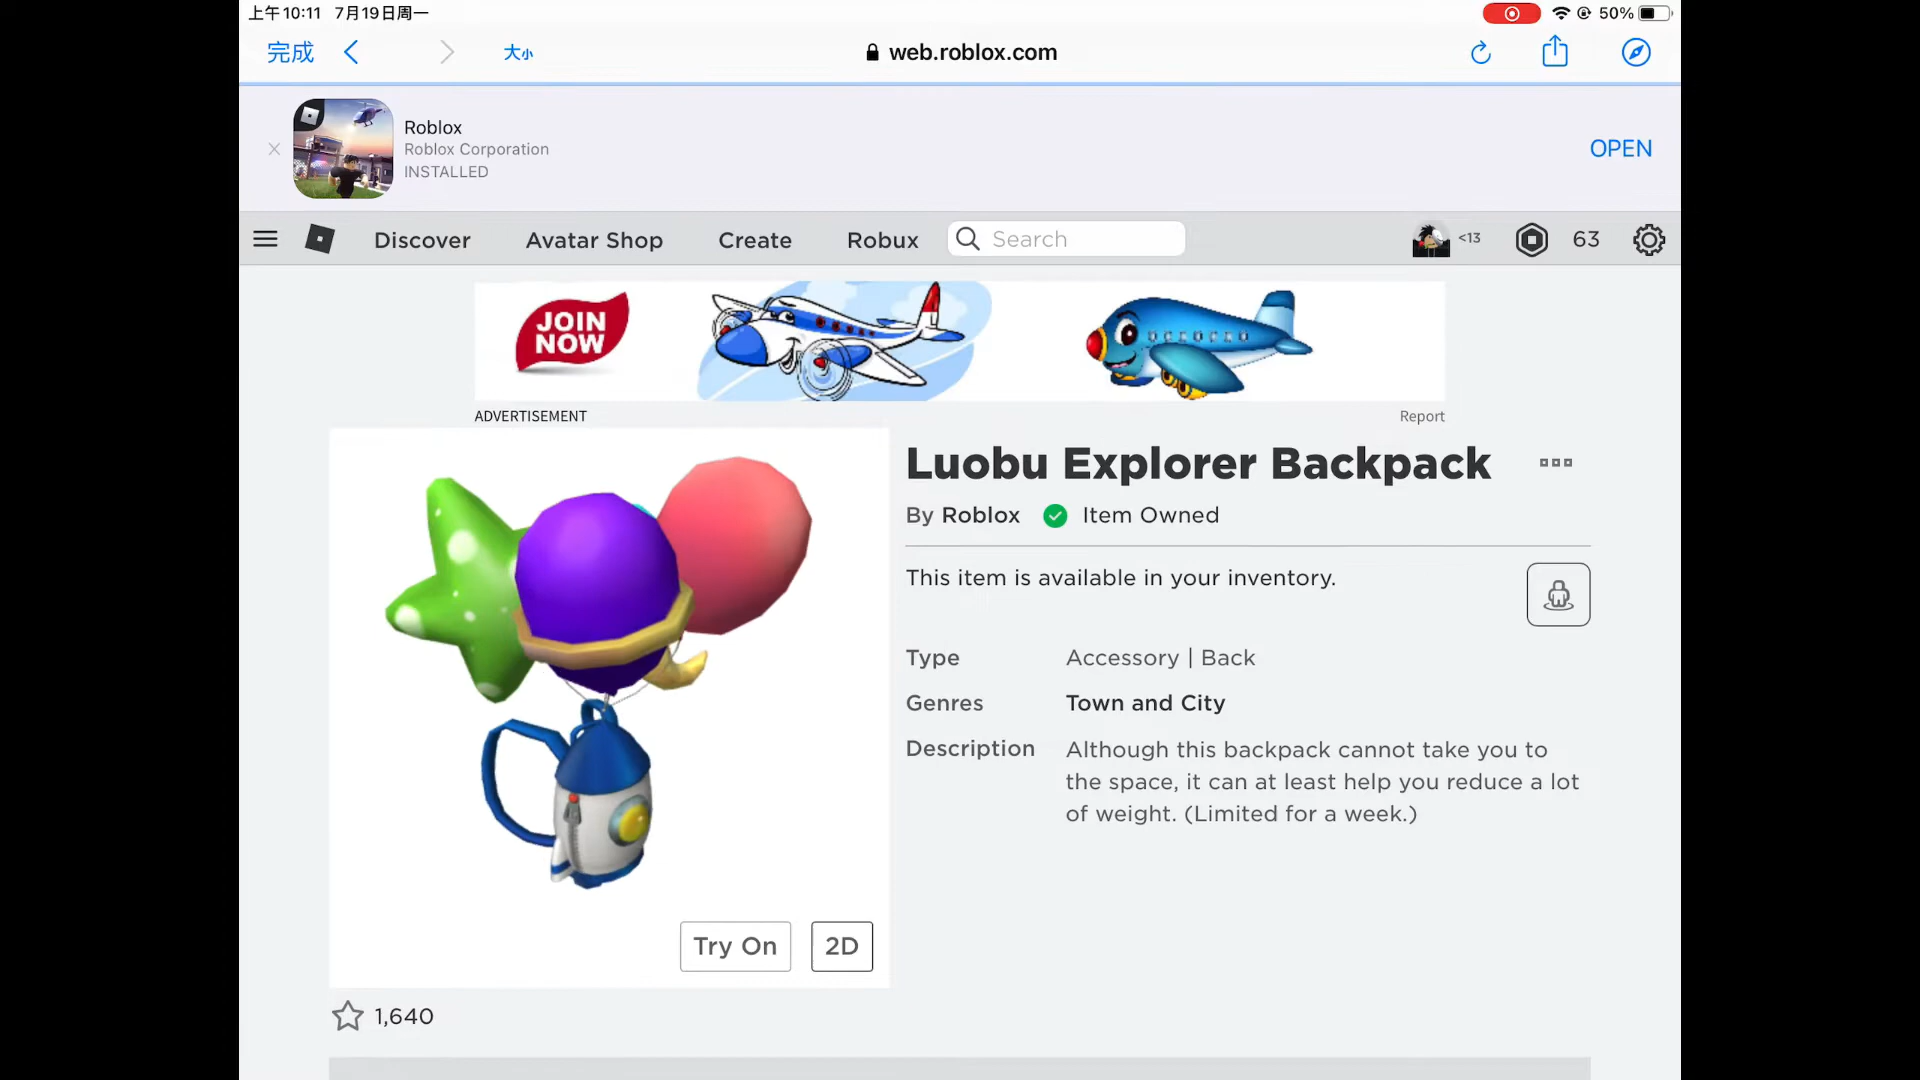 上午10:11 7月19日周一
50%
完成
大小
web.roblox.com
Roblox
Roblox Corporation
INSTALLED
OPEN
Discover
Avatar Shop
Create
Robux
Search
<13
63
JOIN
NOW
ADVERTISEMENT
Report
Luobu Explorer Backpack
By Roblox Item Owned
This item is available in your inventory.
Type Accessory | Back
Genres Town and City
Description Although this backpack cannot take you to
the space, it can at least help you reduce a lot
of weight. (Limited for a week.)
Try On
2D
1,640